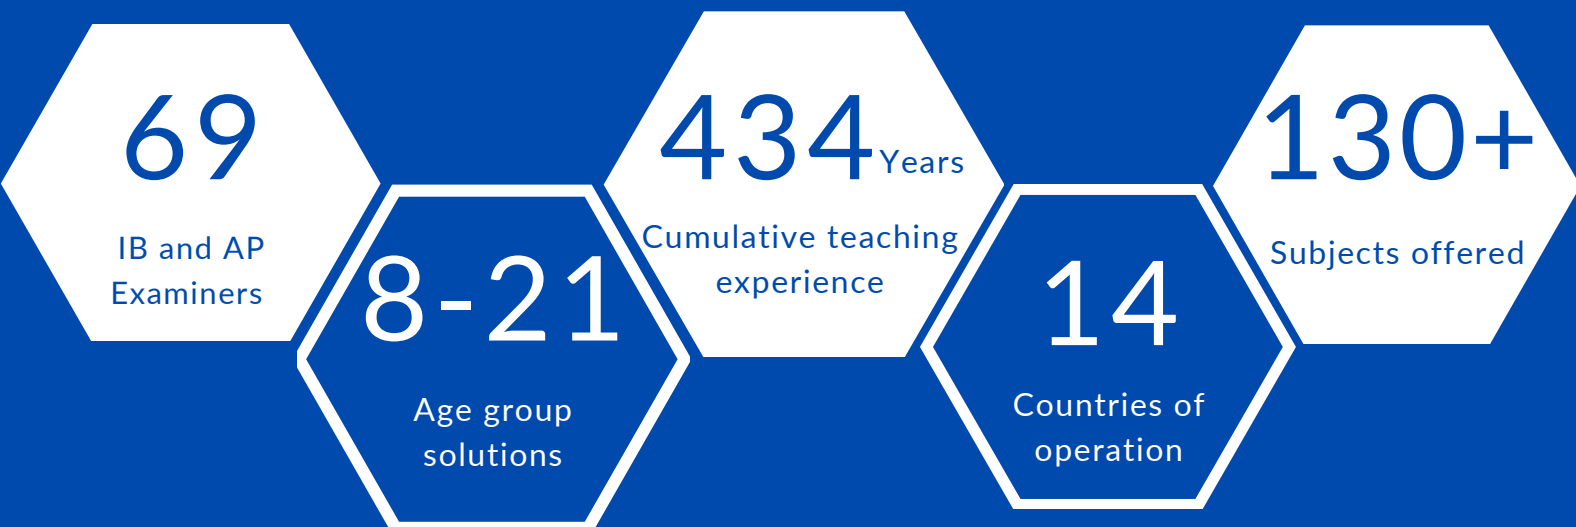 69
IB and AP
Examiners
8-21
Age group
solutions
434 Years
Cumulative teaching
experience
14
Countries of
operation
130+
Subjects offered